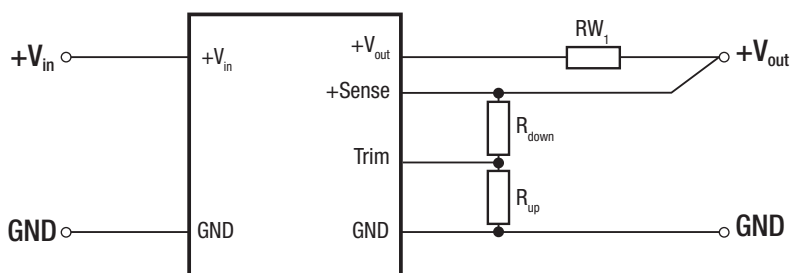 RW₁
+Vin
+Vin
+Vout
+Vout
+Sense
Rdown
Trim
Rup
GND
GND
GND
GND